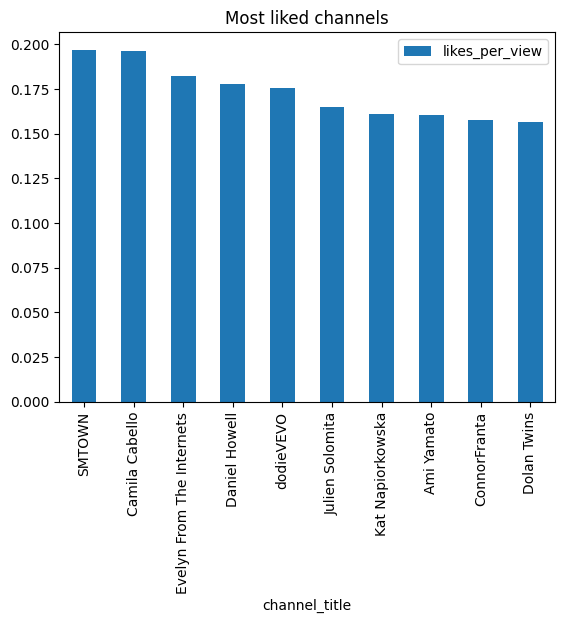 Most liked channels
likes_per_view
0.200
0.175
0.150
0.125
0.100
0.075
0.050
0.025
0.000
SMTOWN
Camila Cabello
Evelyn From The Internets
Daniel Howell
dodieVEVO
Julien Solomita
Kat Napiorkowska
Ami Yamato
ConnorFranta
Dolan Twins
channel_title